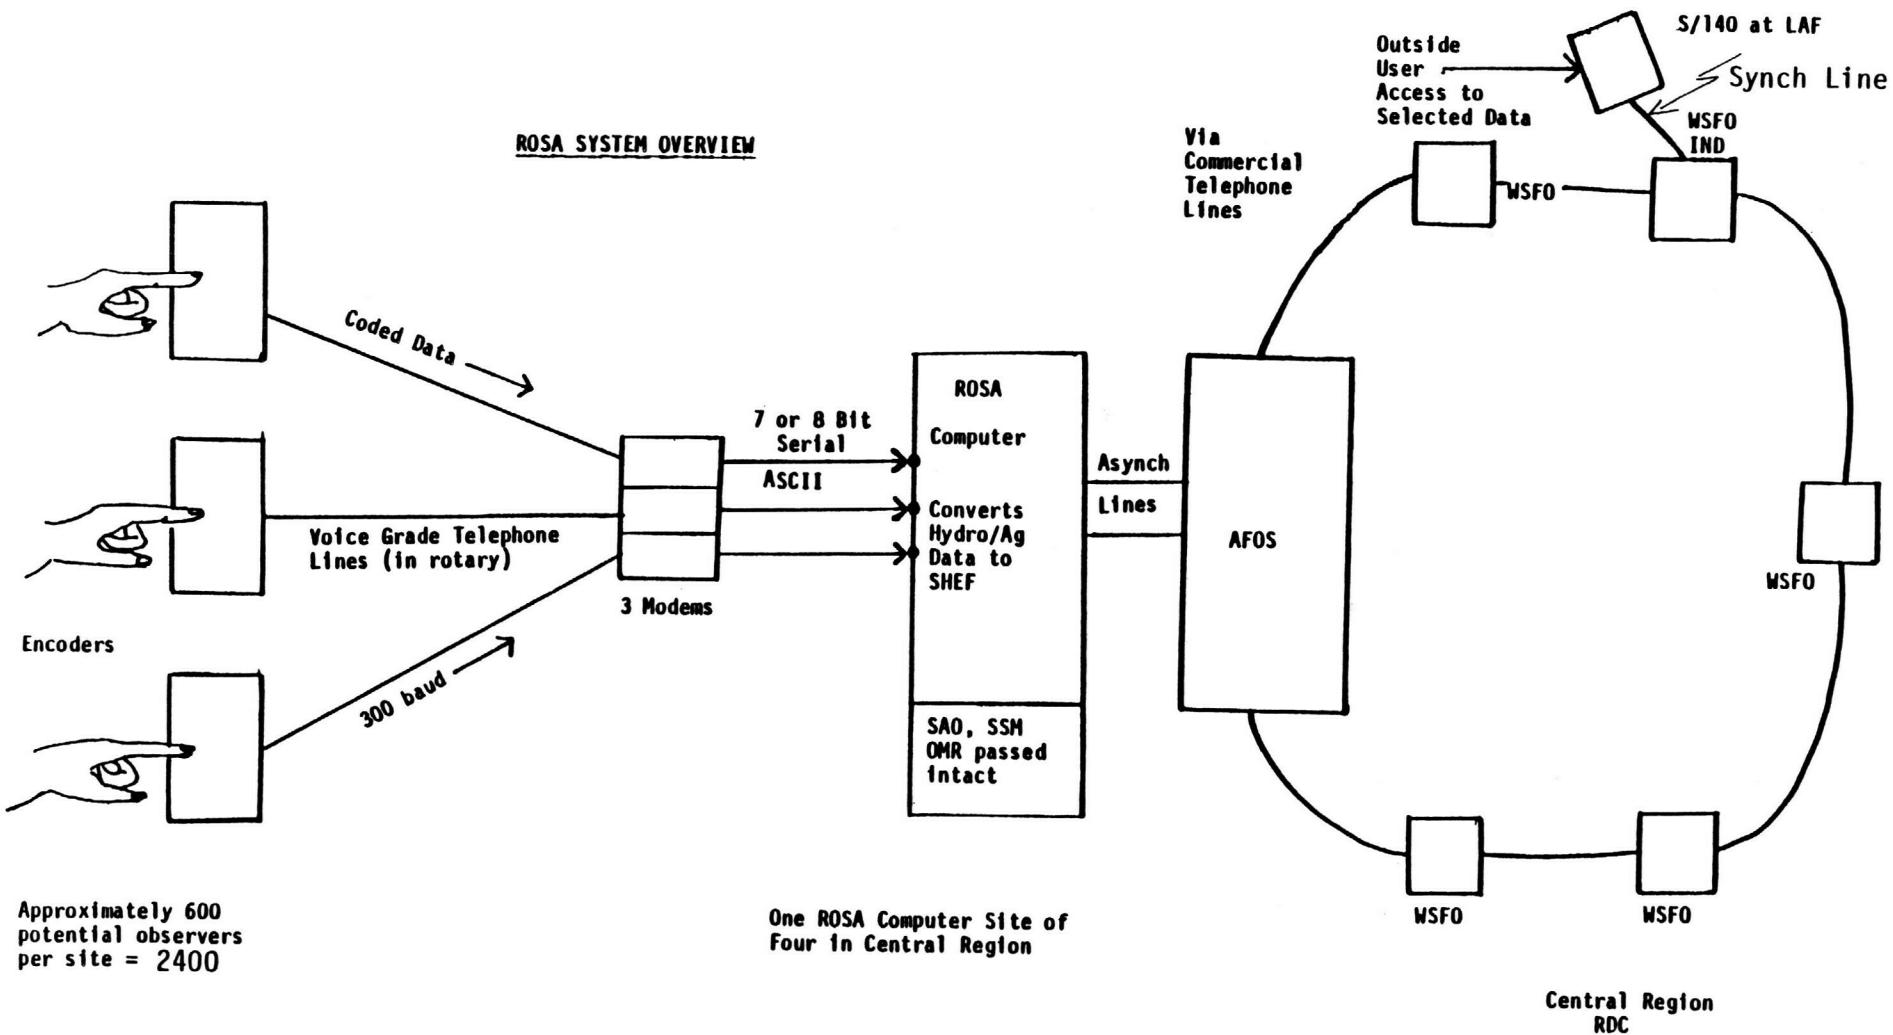 ROSA SYSTEM OVERVIEW
Coded Data
Voice Grade Telephone
Lines (in rotary)
300 baud
Encoders
Approximately 600
potential observers
per site = 2400
3 Modems
7 or 8 Bit
Serial
ASCII
ROSA
Computer
Converts
Hydro/Ag
Data to
SHEF
SAO, SSM
OMR passed
intact
One ROSA Computer Site of
Four in Central Region
Asynch
Lines
AFOS
Via
Commercial
Telephone
Lines
Outside
User
Access to
Selected Data
S/140 at LAF
Synch Line
WSFO
IND
WSFO
WSFO
WSFO
WSFO
Central Region
RDC